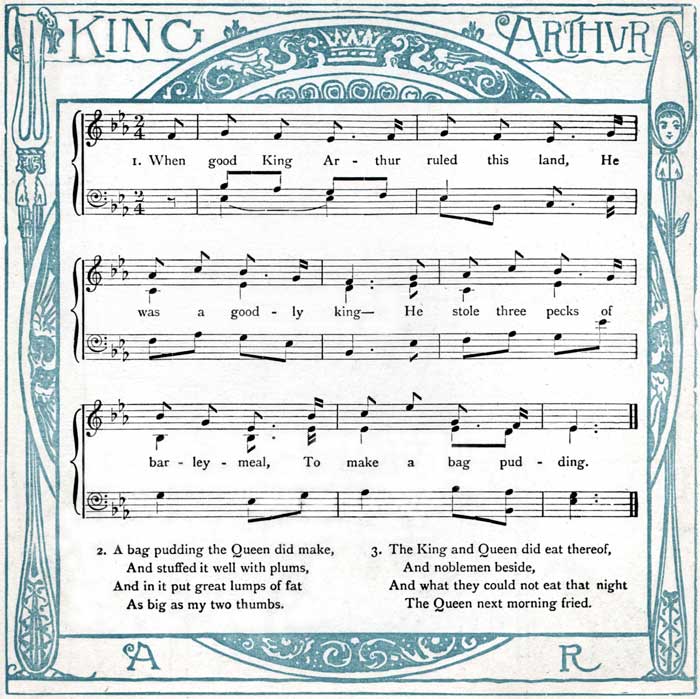 KING ARTHUR
1. When good King Ar - thur ruled this land, He
was a good - ly king— He stole three pecks of
bar - ley - meal, To make a bag pud - ding.
2. A bag pudding the Queen did make,
And stuffed it well with plums,
And in it put great lumps of fat
As big as my two thumbs.
3. The King and Queen did eat thereof,
And noblemen beside,
And what they could not eat that night
The Queen next morning fried.
A R